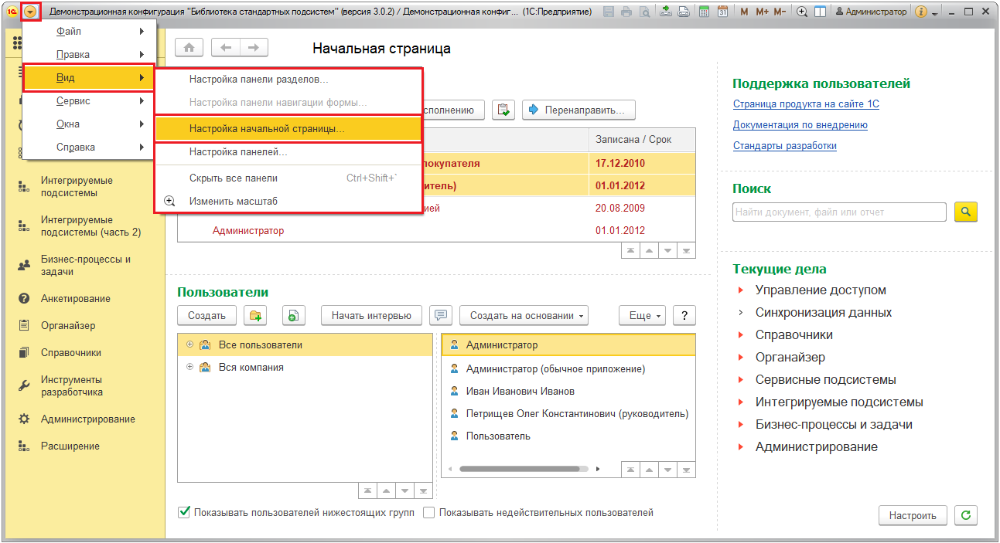 Демонстрационная конфигурация "Библиотека стандартных подсистем" (версия 3.0.2) / Демонстрационная конфиг... (1С:Предприятие)
31 M M+ M- Администратор
Файл
Правка
Вид
Сервис
Окна
Справка
Настройка панели разделов...
Настройка панели навигации формы...
Настройка начальной страницы...
Настройка панелей...
Скрыть все панели Ctrl+Shift+`
Изменить масштаб
Интегрируемые
подсистемы
Интегрируемые
подсистемы (часть 2)
Бизнес-процессы и
задачи
Анкетирование
Органайзер
Справочники
Инструменты
разработчика
Администрирование
Расширение
Начальная страница
сполнению Перенаправить...
Записана / Срок
покупателя 17.12.2010
итель) 01.01.2012
ией 20.08.2009
Администратор 01.01.2012
Пользователи
Создать Начать интервью Создать на основании Еще ?
Все пользователи
Вся компания
Администратор
Администратор (обычное приложение)
Иван Иванович Иванов
Петрищев Олег Константинович (руководитель)
Пользователь
Показывать пользователей нижестоящих групп Показывать недействительных пользователей
Поддержка пользователей
Страница продукта на сайте 1С
Документация по внедрению
Стандарты разработки
Поиск
Найти документ, файл или отчет
Текущие дела
Управление доступом
Синхронизация данных
Справочники
Органайзер
Сервисные подсистемы
Интегрируемые подсистемы
Бизнес-процессы и задачи
Администрирование
Настроить